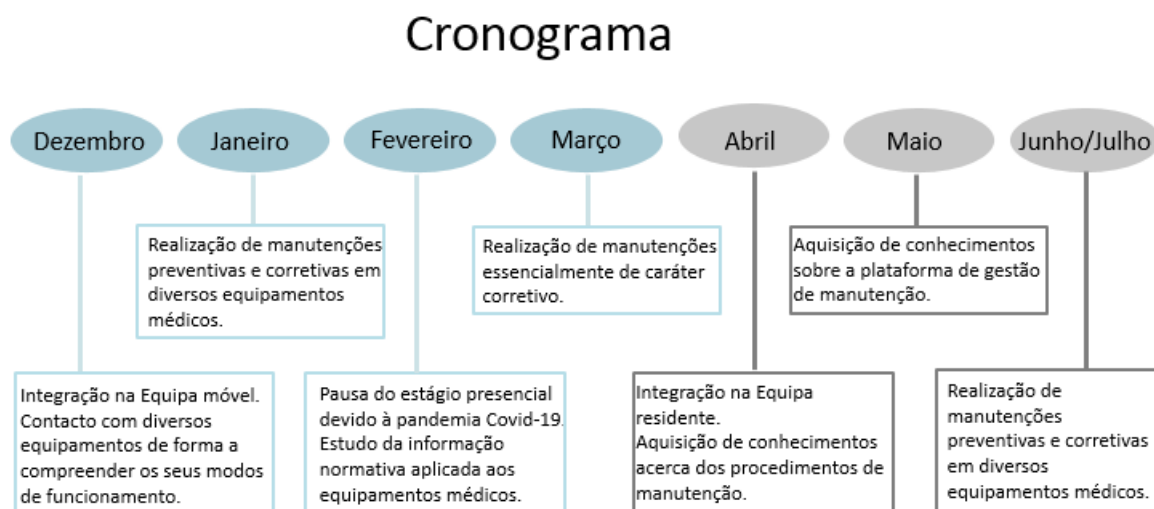 Cronograma
Dezembro
Janeiro
Fevereiro
Março
Abril
Maio
Junho/Julho
Realização de manutenções
preventivas e corretivas em
diversos equipamentos
médicos.
Realização de manutenções
essencialmente de caráter
corretivo.
Aquisição de conhecimentos
sobre a plataforma de gestão
de manutenção.
Integração na Equipa móvel.
Contacto com diversos
equipamentos de forma a
compreender os seus modos
de funcionamento.
Pausa do estágio presencial
devido à pandemia Covid-19.
Estudo da informação
normativa aplicada aos
equipamentos médicos.
Integração na Equipa
residente.
Aquisição de conhecimentos
acerca dos procedimentos de
manutenção.
Realização de
manutenções
preventivas e corretivas
em diversos
equipamentos médicos.